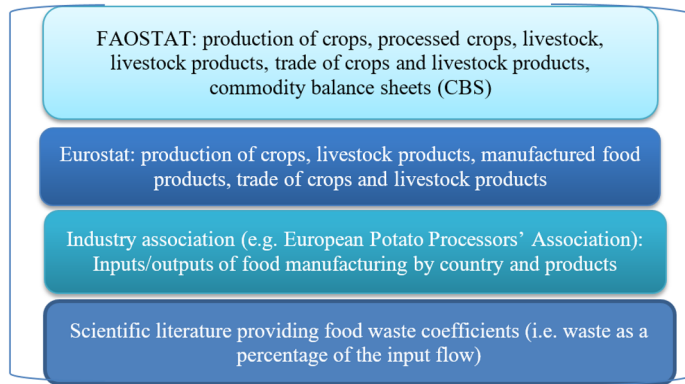 FAOSTAT: production of crops, processed crops, livestock,
livestock products, trade of crops and livestock products,
commodity balance sheets (CBS)
Eurostat: production of crops, livestock products, manufactured food
products, trade of crops and livestock products
Industry association (e.g. European Potato Processors’ Association):
Inputs/outputs of food manufacturing by country and products
Scientific literature providing food waste coefficients (i.e. waste as a
percentage of the input flow)